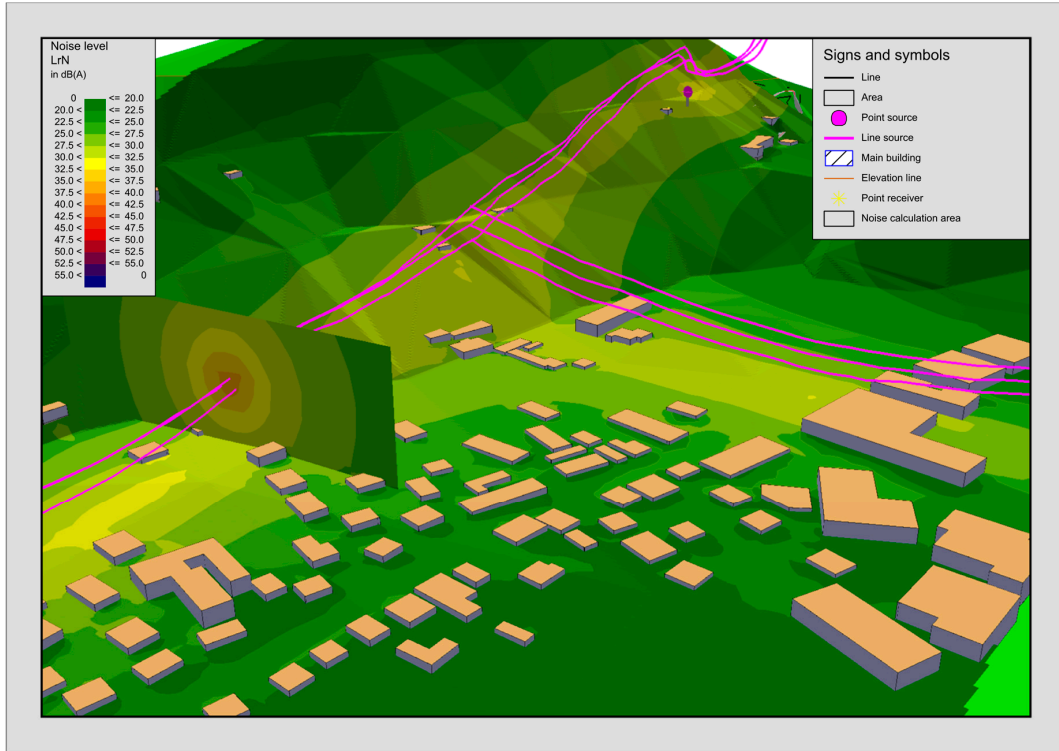 Noise level
LrN
in dB(A)
0 <= 20.0
20.0 < <= 22.5
22.5 < <= 25.0
25.0 < <= 27.5
27.5 < <= 30.0
30.0 < <= 32.5
32.5 < <= 35.0
35.0 < <= 37.5
37.5 < <= 40.0
40.0 < <= 42.5
42.5 < <= 45.0
45.0 < <= 47.5
47.5 < <= 50.0
50.0 < <= 52.5
52.5 < <= 55.0
55.0 < 0
Signs and symbols
Line
Area
Point source
Line source
Main building
Elevation line
Point receiver
Noise calculation area